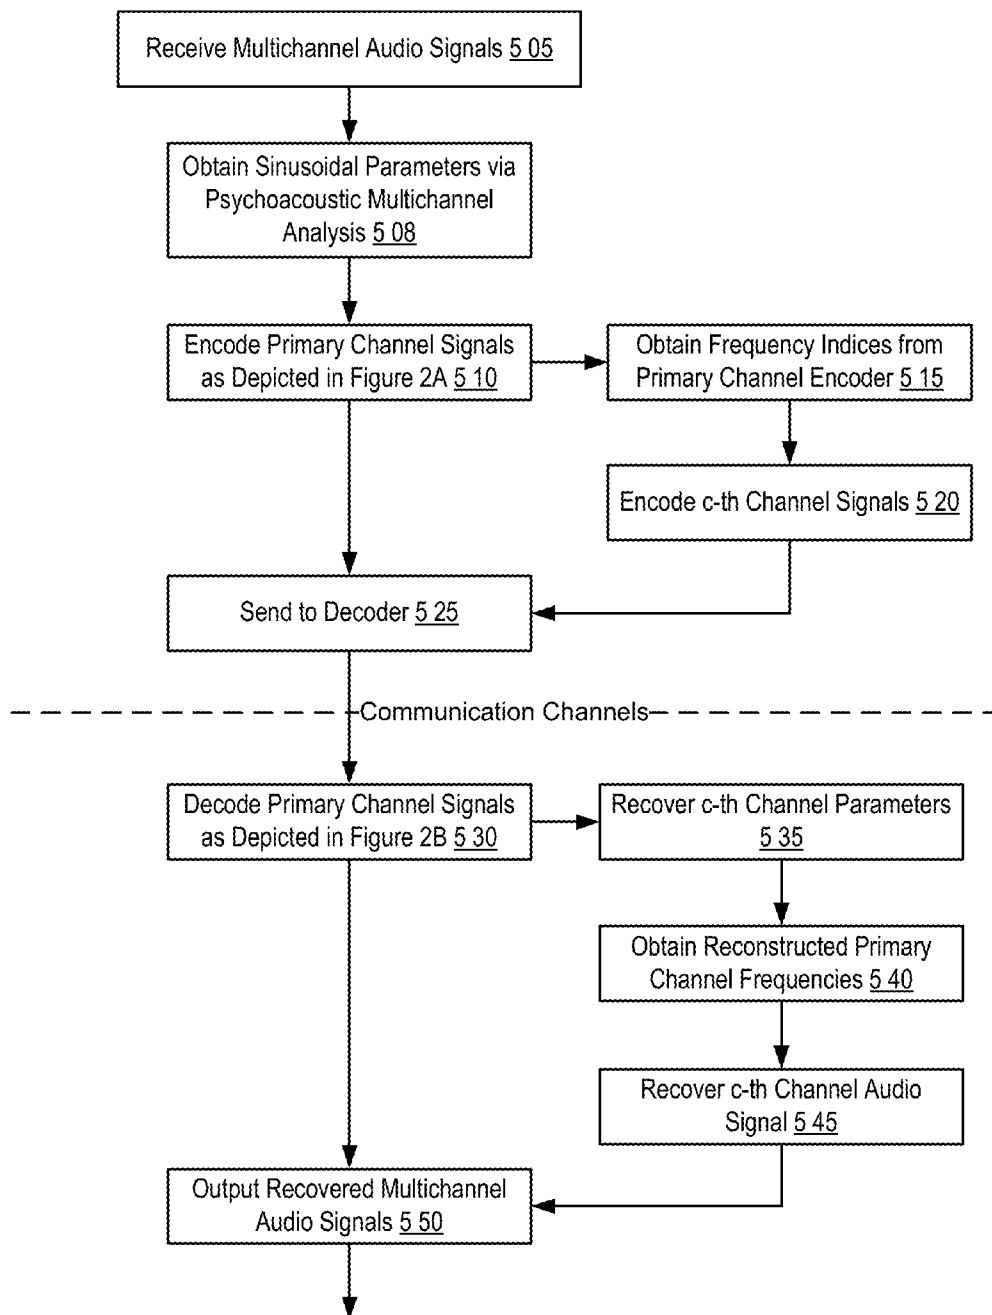 Receive Multichannel Audio Signals 5 05
Obtain Sinusoidal Parameters via
Psychoacoustic Multichannel
Analysis 5 08
Encode Primary Channel Signals
as Depicted in Figure 2A 5 10
Obtain Frequency Indices from
Primary Channel Encoder 5 15
Encode c-th Channel Signals 5 20
Send to Decoder 5 25
Communication Channels
Decode Primary Channel Signals
as Depicted in Figure 2B 5 30
Recover c-th Channel Parameters
5 35
Obtain Reconstructed Primary
Channel Frequencies 5 40
Recover c-th Channel Audio
Signal 5 45
Output Recovered Multichannel
Audio Signals 5 50